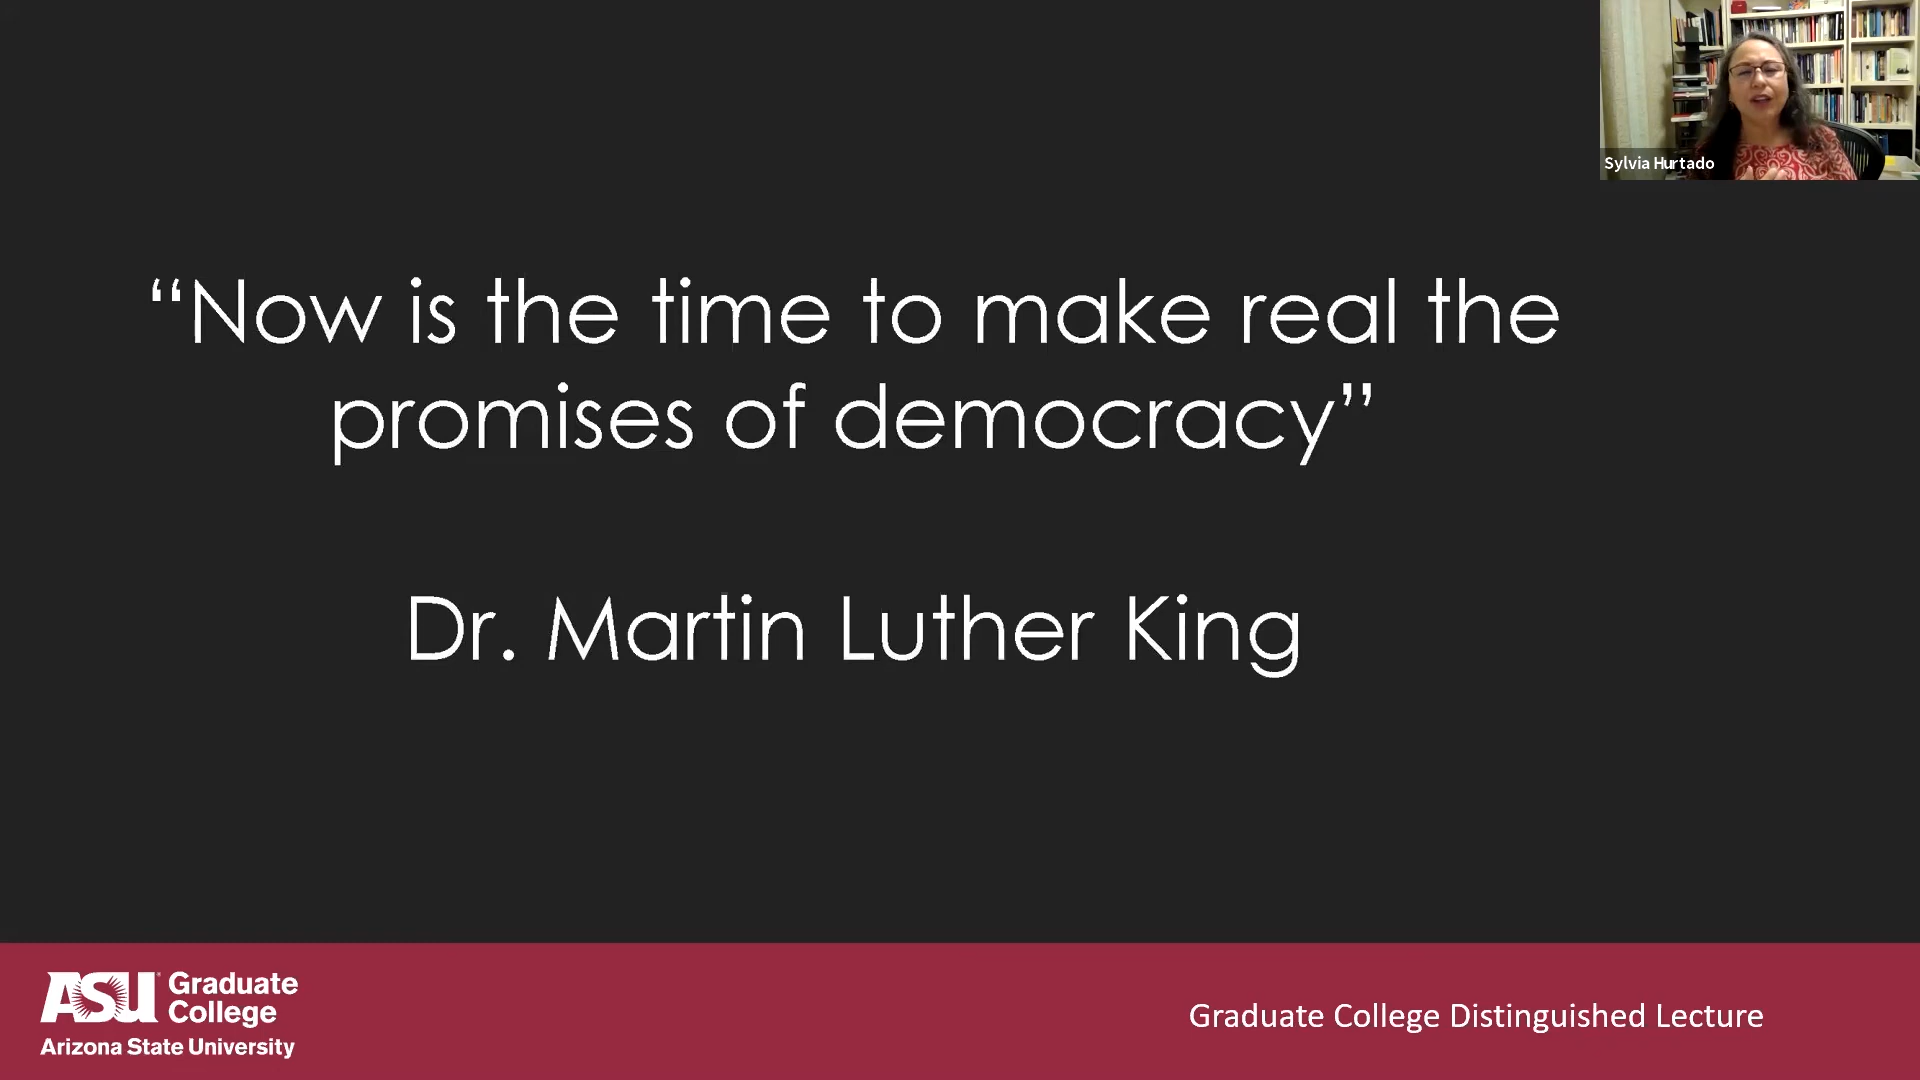 Sylvia Hurtado
“Now is the time to make real the
promises of democracy”
Dr. Martin Luther King
ASU Graduate
College
Arizona State University
Graduate College Distinguished Lecture